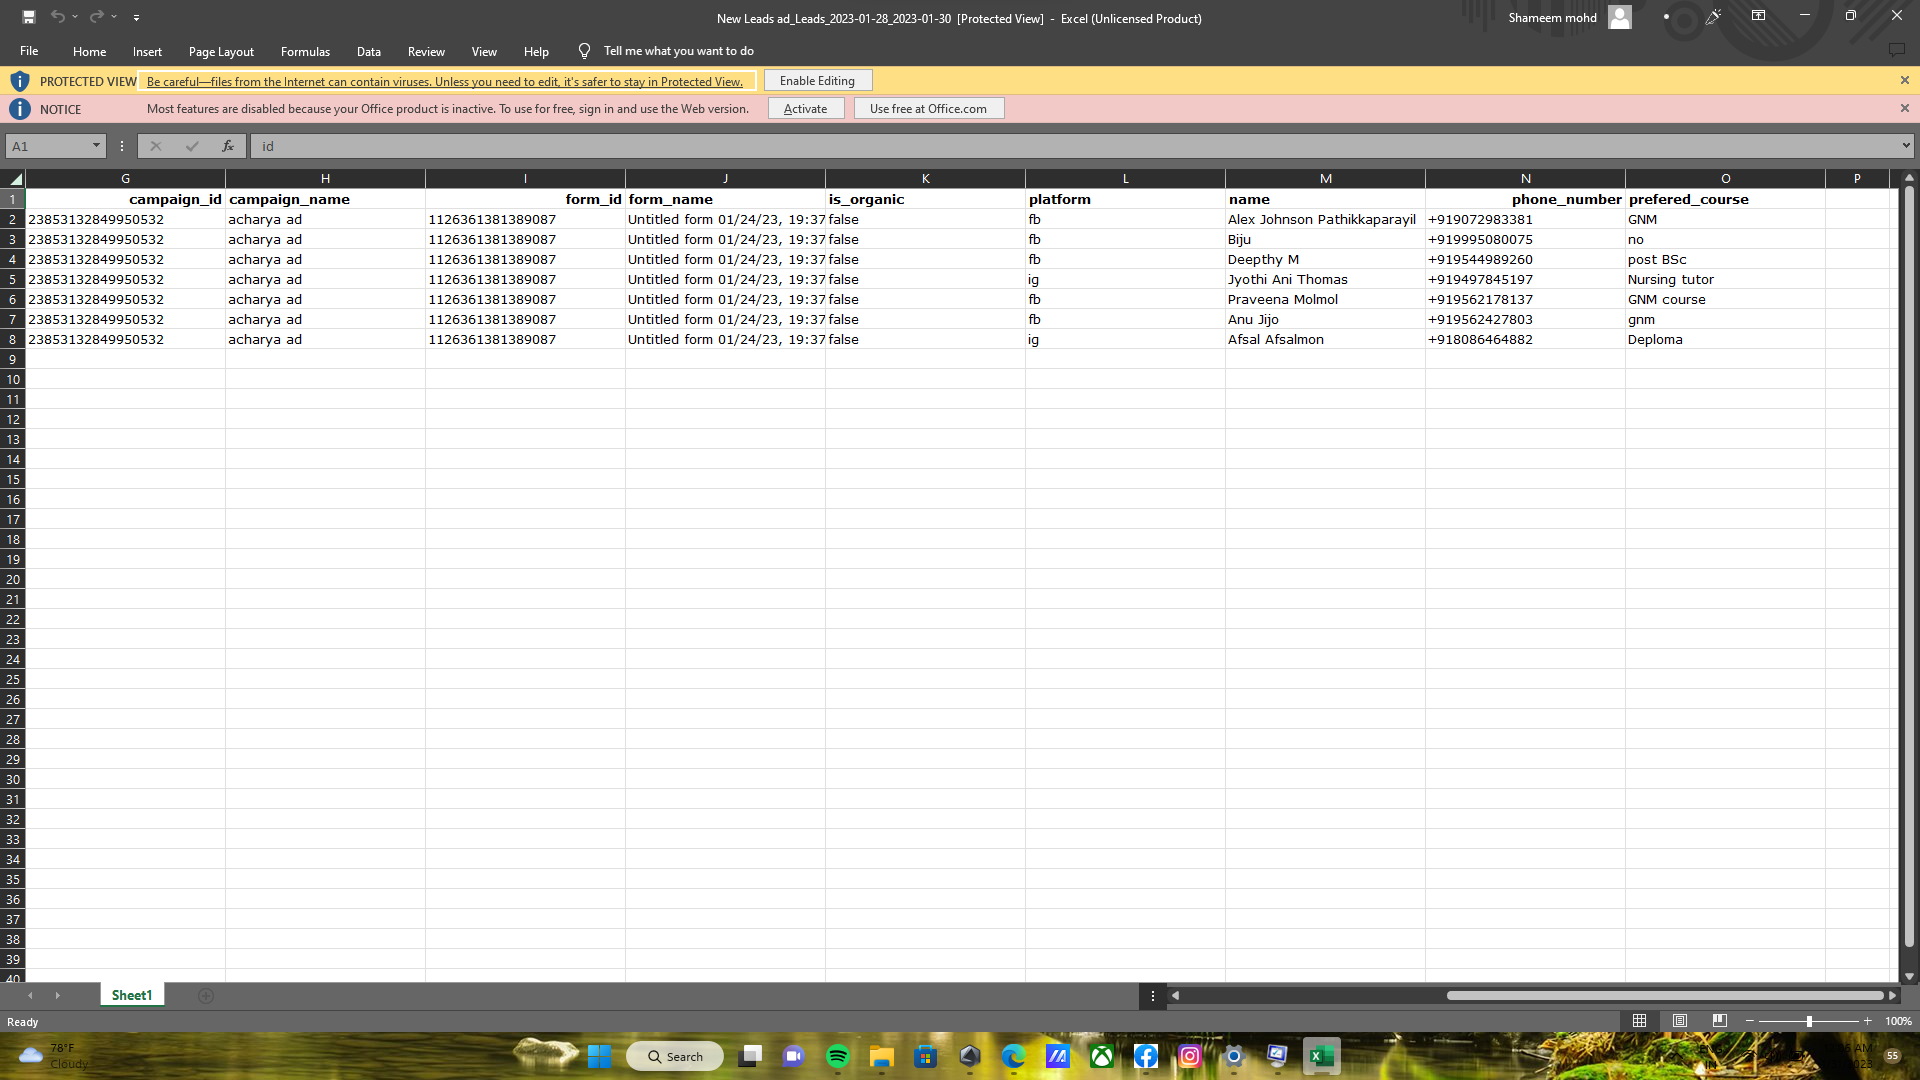 New Leads ad_Leads_2023-01-28_2023-01-30 [Protected View] - Excel (Unlicensed Product)
Shameem mohd
File Home Insert Page Layout Formulas Data Review View Help Tell me what you want to do
PROTECTED VIEW Be careful—files from the Internet can contain viruses. Unless you need to edit, it's safer to stay in Protected View. Enable Editing
NOTICE Most features are disabled because your Office product is inactive. To use for free, sign in and use the Web version. Activate Use free at Office.com
A1 fx id
G H I J K L M N O P
1 campaign_id campaign_name form_id form_name is_organic platform name phone_number prefered_course
2 23853132849950532 acharya ad 1126361381389087 Untitled form 01/24/23, 19:37 false fb Alex Johnson Pathikkaparayil +919072983381 GNM
3 23853132849950532 acharya ad 1126361381389087 Untitled form 01/24/23, 19:37 false fb Biju +919995080075 no
4 23853132849950532 acharya ad 1126361381389087 Untitled form 01/24/23, 19:37 false fb Deepthy M +919544989260 post BSc
5 23853132849950532 acharya ad 1126361381389087 Untitled form 01/24/23, 19:37 false ig Jyothi Ani Thomas +919497845197 Nursing tutor
6 23853132849950532 acharya ad 1126361381389087 Untitled form 01/24/23, 19:37 false fb Praveena Molmol +919562178137 GNM course
7 23853132849950532 acharya ad 1126361381389087 Untitled form 01/24/23, 19:37 false fb Anu Jijo +919562427803 gnm
8 23853132849950532 acharya ad 1126361381389087 Untitled form 01/24/23, 19:37 false ig Afsal Afsalmon +918086464882 Deploma
9
10
11
12
13
14
15
16
17
18
19
20
21
22
23
24
25
26
27
28
29
30
31
32
33
34
35
36
37
38
39
40
Sheet1
Ready
100%
78°F
Cloudy
Search
55